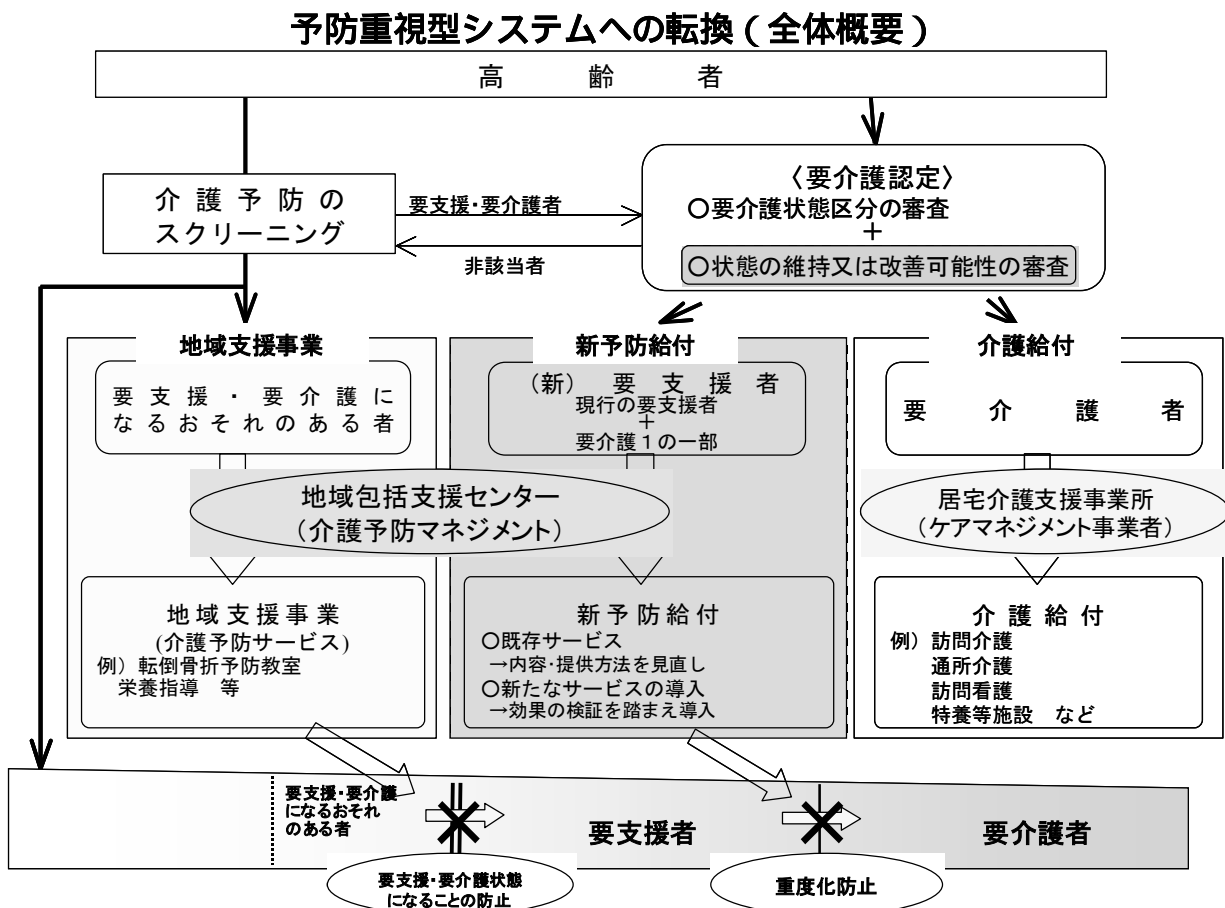 予防重視型システムへの転換（全体概要）
高齢者
介護予防の
スクリーニング
要支援・要介護者
非該当者
〈要介護認定〉
○要介護状態区分の審査
＋
○状態の維持又は改善可能性の審査
地域支援事業
要支援・要介護に
なるおそれのある者
新予防給付
（新）要支援者
現行の要支援者
＋
要介護１の一部
介護給付
要介護者
地域包括支援センター
（介護予防マネジメント）
居宅介護支援事業所
（ケアマネジメント事業者）
地域支援事業
(介護予防サービス)
例）転倒骨折予防教室
栄養指導　等
新予防給付
○既存サービス
→内容・提供方法を見直し
○新たなサービスの導入
→効果の検証を踏まえ導入
介護給付
例）訪問介護
通所介護
訪問看護
特養等施設　など
要支援・要介護
になるおそれ
のある者
要支援者
要介護者
要支援・要介護状態
になることの防止
重度化防止